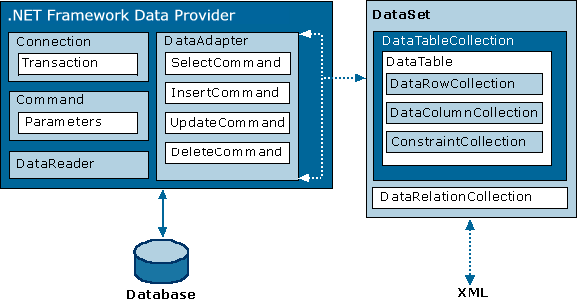 .NET Framework Data Provider
Connection
Transaction
Command
Parameters
DataReader
DataAdapter
SelectCommand
InsertCommand
UpdateCommand
DeleteCommand
Database
DataSet
DataTableCollection
DataTable
DataRowCollection
DataColumnCollection
ConstraintCollection
DataRelationCollection
XML